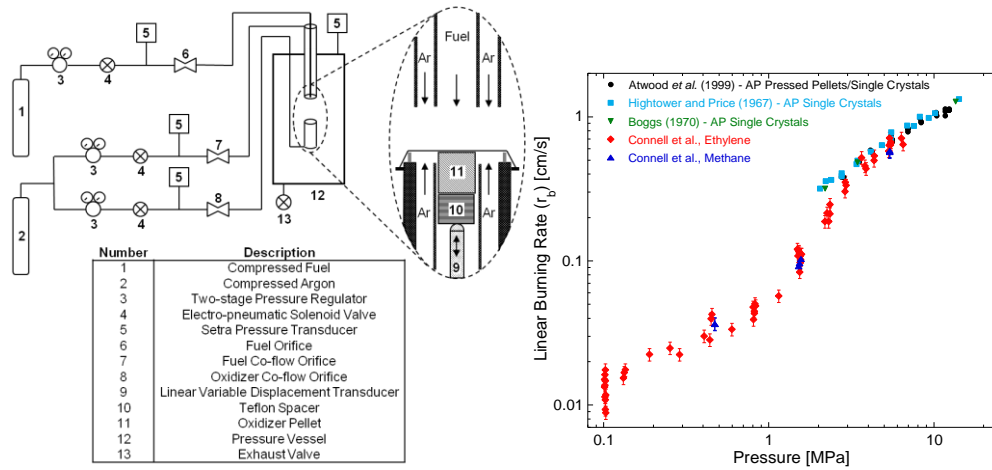 5
5
6
3
4
1
5
7
3
4
5
8
3
4
2
12
13
Fuel
Ar
Ar
11
10
Ar
Ar
9
Number Description
1 Compressed Fuel
2 Compressed Argon
3 Two-stage Pressure Regulator
4 Electro-pneumatic Solenoid Valve
5 Setra Pressure Transducer
6 Fuel Orifice
7 Fuel Co-flow Orifice
8 Oxidizer Co-flow Orifice
9 Linear Variable Displacement Transducer
10 Teflon Spacer
11 Oxidizer Pellet
12 Pressure Vessel
13 Exhaust Valve
Atwood et al. (1999) - AP Pressed Pellets/Single Crystals
Hightower and Price (1967) - AP Single Crystals
Boggs (1970) - AP Single Crystals
Connell et al., Ethylene
Connell et al., Methane
Linear Burning Rate (r_b) [cm/s]
1
0.1
0.01
0.1 1 10
Pressure [MPa]